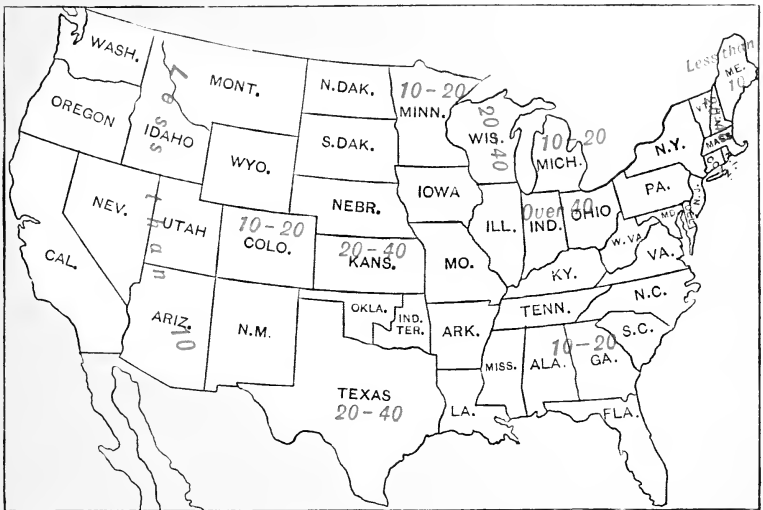 WASH.
MONT.
N.DAK.
10-20
MINN.
Less than
ME.
10
OREGON
Less
than
10
IDAHO
WYO.
S.DAK.
20
40
WIS.
10-20
MICH.
N.Y.
VT.
N.H.
MASS
NEV.
UTAH
10-20
COLO.
NEBR.
IOWA
ILL.
Over 40
IND.
OHIO
PA.
N.J.
MD.
DEL.
W.VA.
VA.
CAL.
20-40
KANS.
MO.
KY.
ARIZ.
N.M.
OKLA.
IND.
TER.
ARK.
TENN.
N.C.
S.C.
MISS.
ALA.
10-20
GA.
TEXAS
20-40
LA.
FLA.